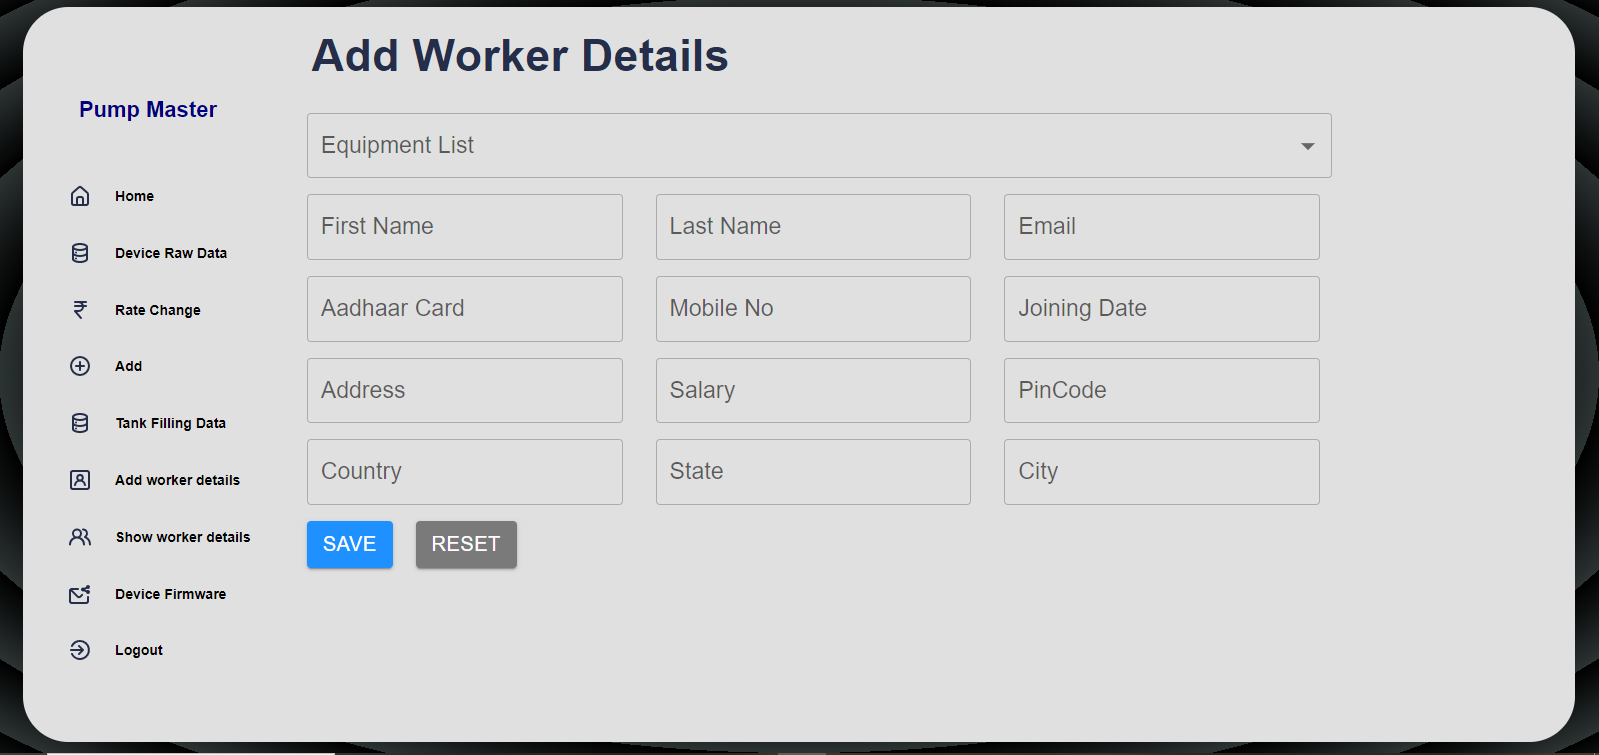 Add Worker Details
Pump Master
Home
Device Raw Data
Rate Change
Add
Tank Filling Data
Add worker details
Show worker details
Device Firmware
Logout
Equipment List
First Name
Last Name
Email
Aadhaar Card
Mobile No
Joining Date
Address
Salary
PinCode
Country
State
City
SAVE
RESET